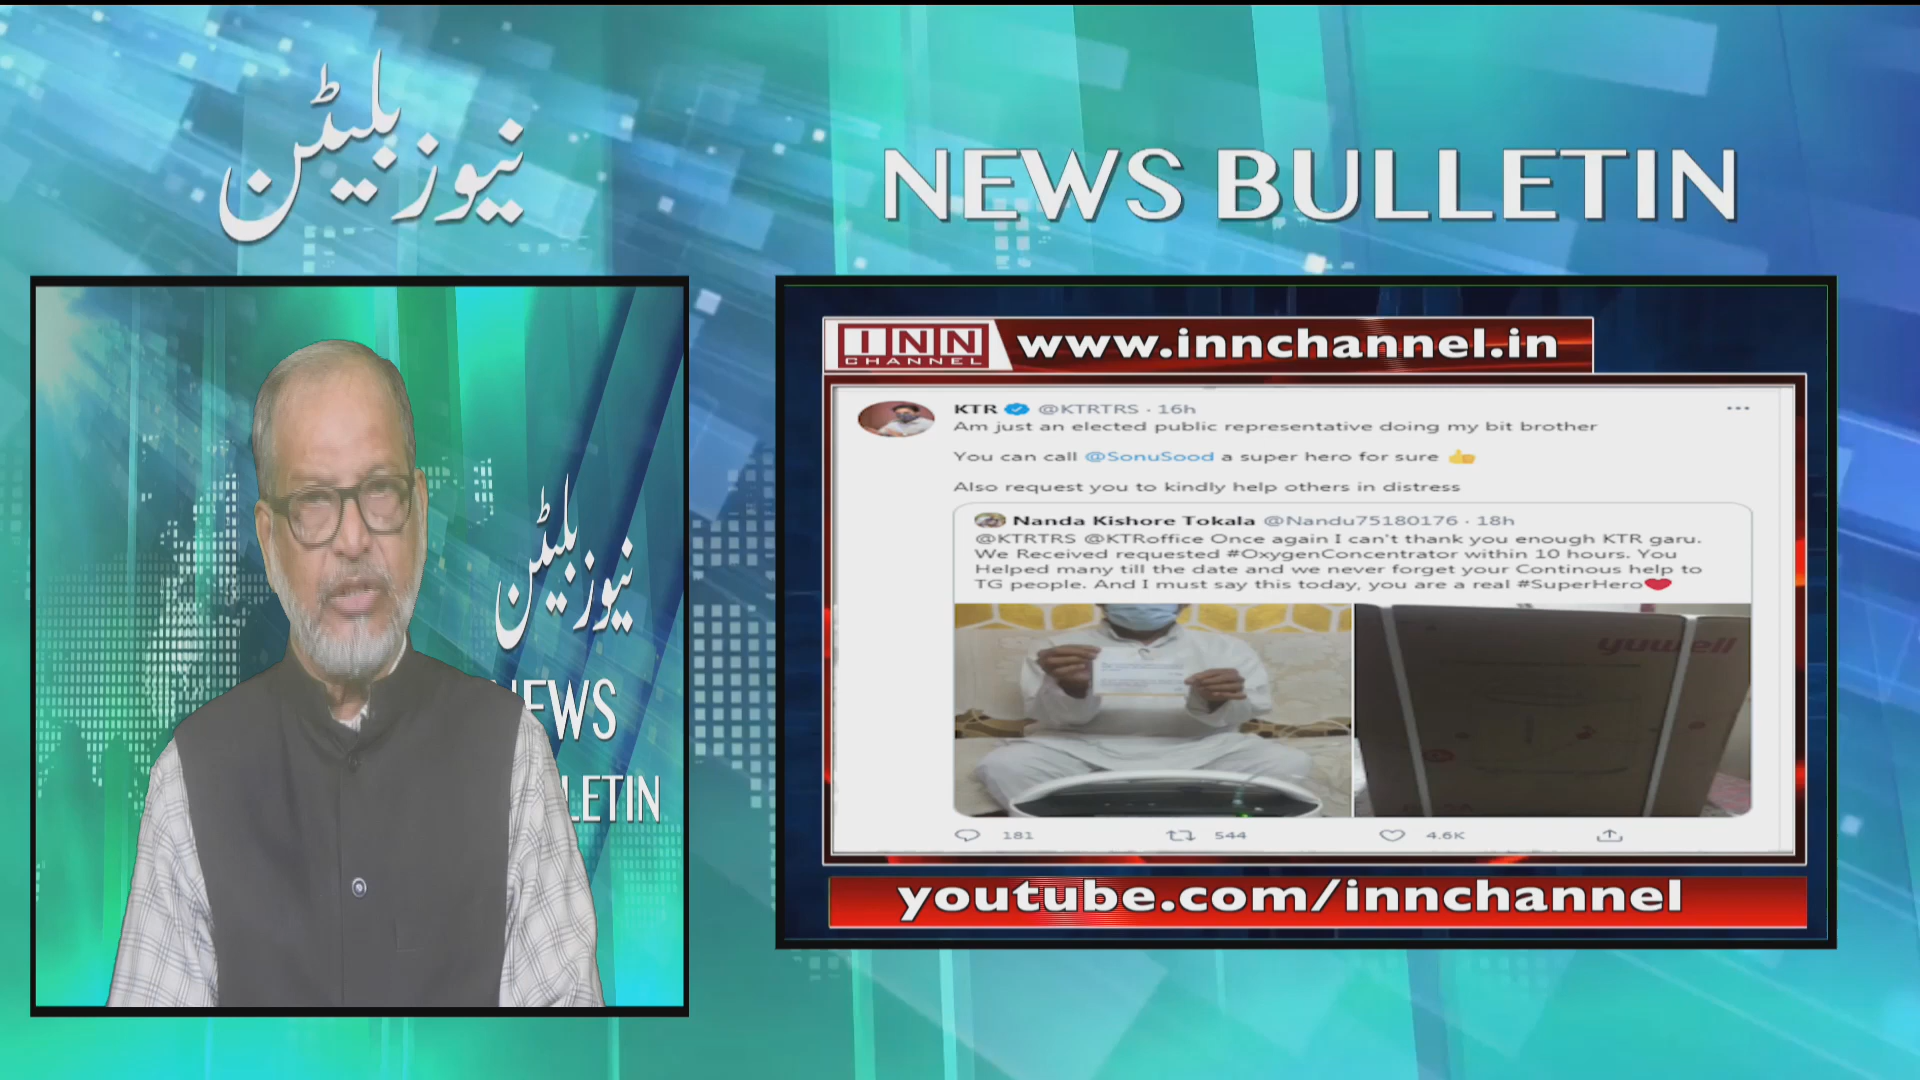 نیوز بلیٹن
NEWS BULLETIN
نیوز بلیٹن
NEWS
LETIN
INN
CHANNEL
www.innchannel.in
KTR @KTRTRS · 16h
Am just an elected public representative doing my bit brother
You can call @SonuSood a super hero for sure 👍
Also request you to kindly help others in distress
Nanda Kishore Tokala @Nandu75180176 · 18h
@KTRTRS @KTRoffice Once again I can't thank you enough KTR garu.
We Received requested #OxygenConcentrator within 10 hours. You
Helped many till the date and we never forget your Continous help to
TG people. And I must say this today, you are a real #SuperHero❤
yuwell
181 544 4.6K
youtube.com/innchannel